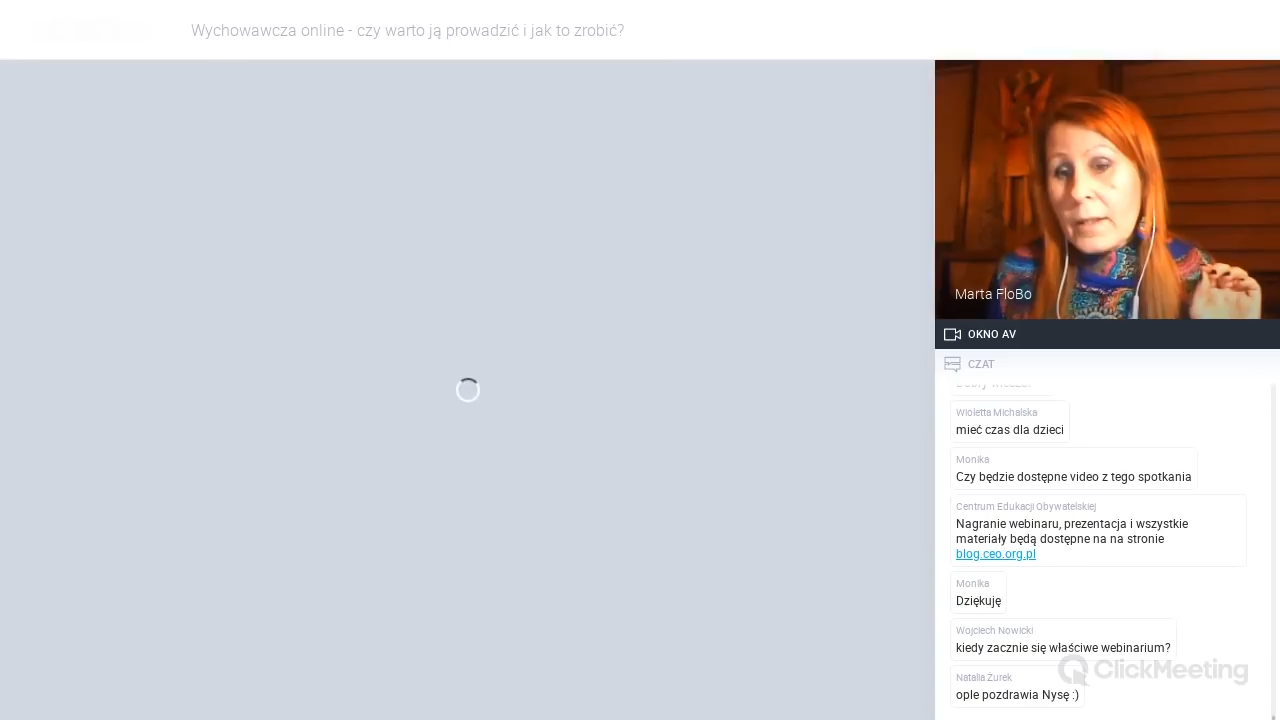 Wychowawcza online - czy warto ją prowadzić i jak to zrobić?
Marta FloBo
OKNO AV
CZAT
Wioletta Michalska
mieć czas dla dzieci
Monika
Czy będzie dostępne video z tego spotkania
Centrum Edukacji Obywatelskiej
Nagranie webinaru, prezentacja i wszystkie
materiały będą dostępne na na stronie
blog.ceo.org.pl
Monika
Dziękuję
Wojciech Nowicki
kiedy zacznie się właściwe webinarium?
ClickMeeting
Natalia Żurek
ople pozdrawia Nysę :)